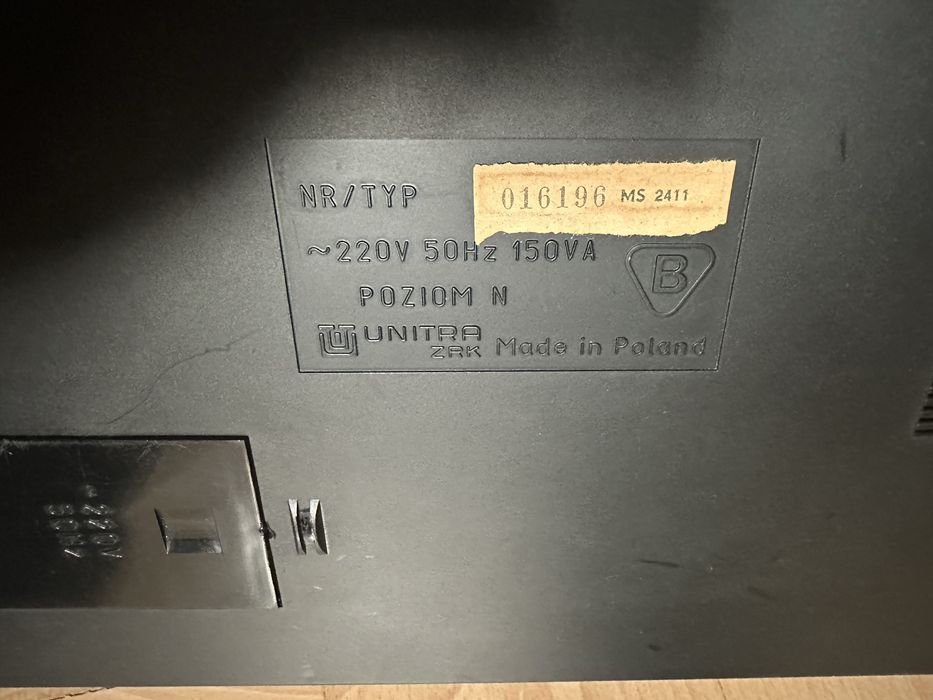 NR/TYP 016196 MS 2411
~220V 50Hz 150VA
B
POZIOM N
UNITRA
ZRK Made in Poland